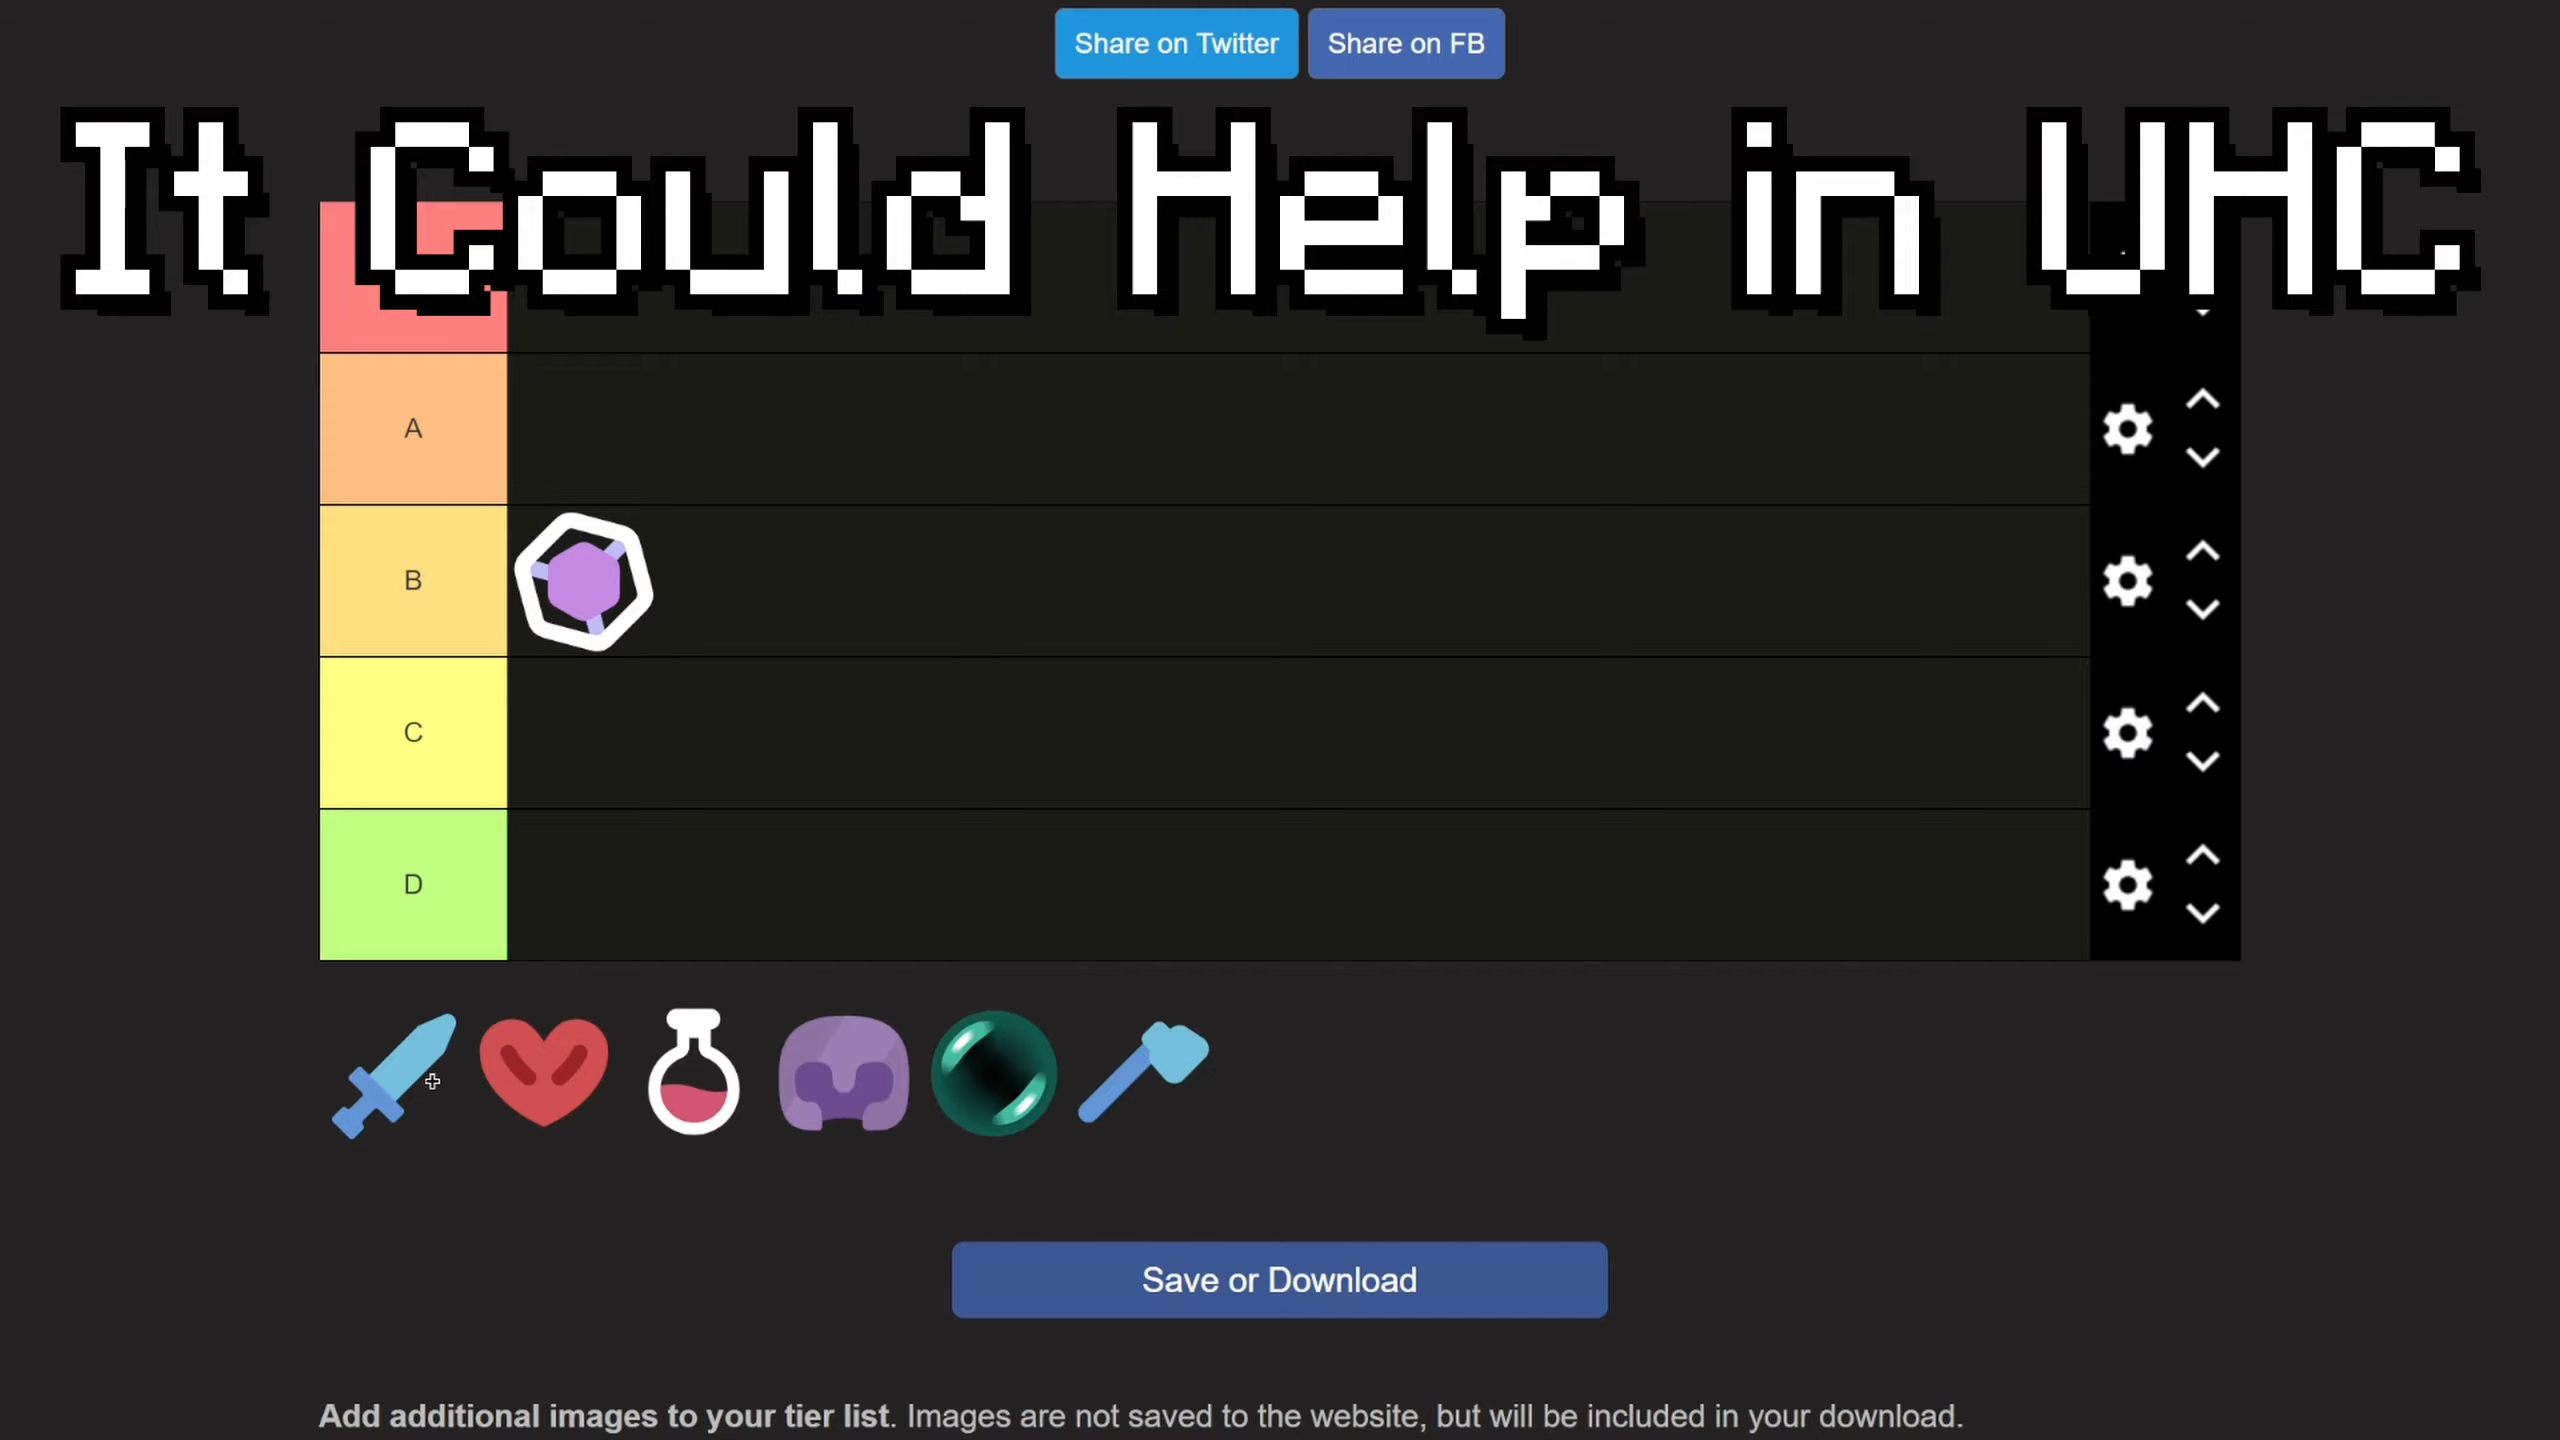 Share on Twitter Share on FB
It Could Help in UHC
A
B
C
D
Save or Download
Add additional images to your tier list. Images are not saved to the website, but will be included in your download.